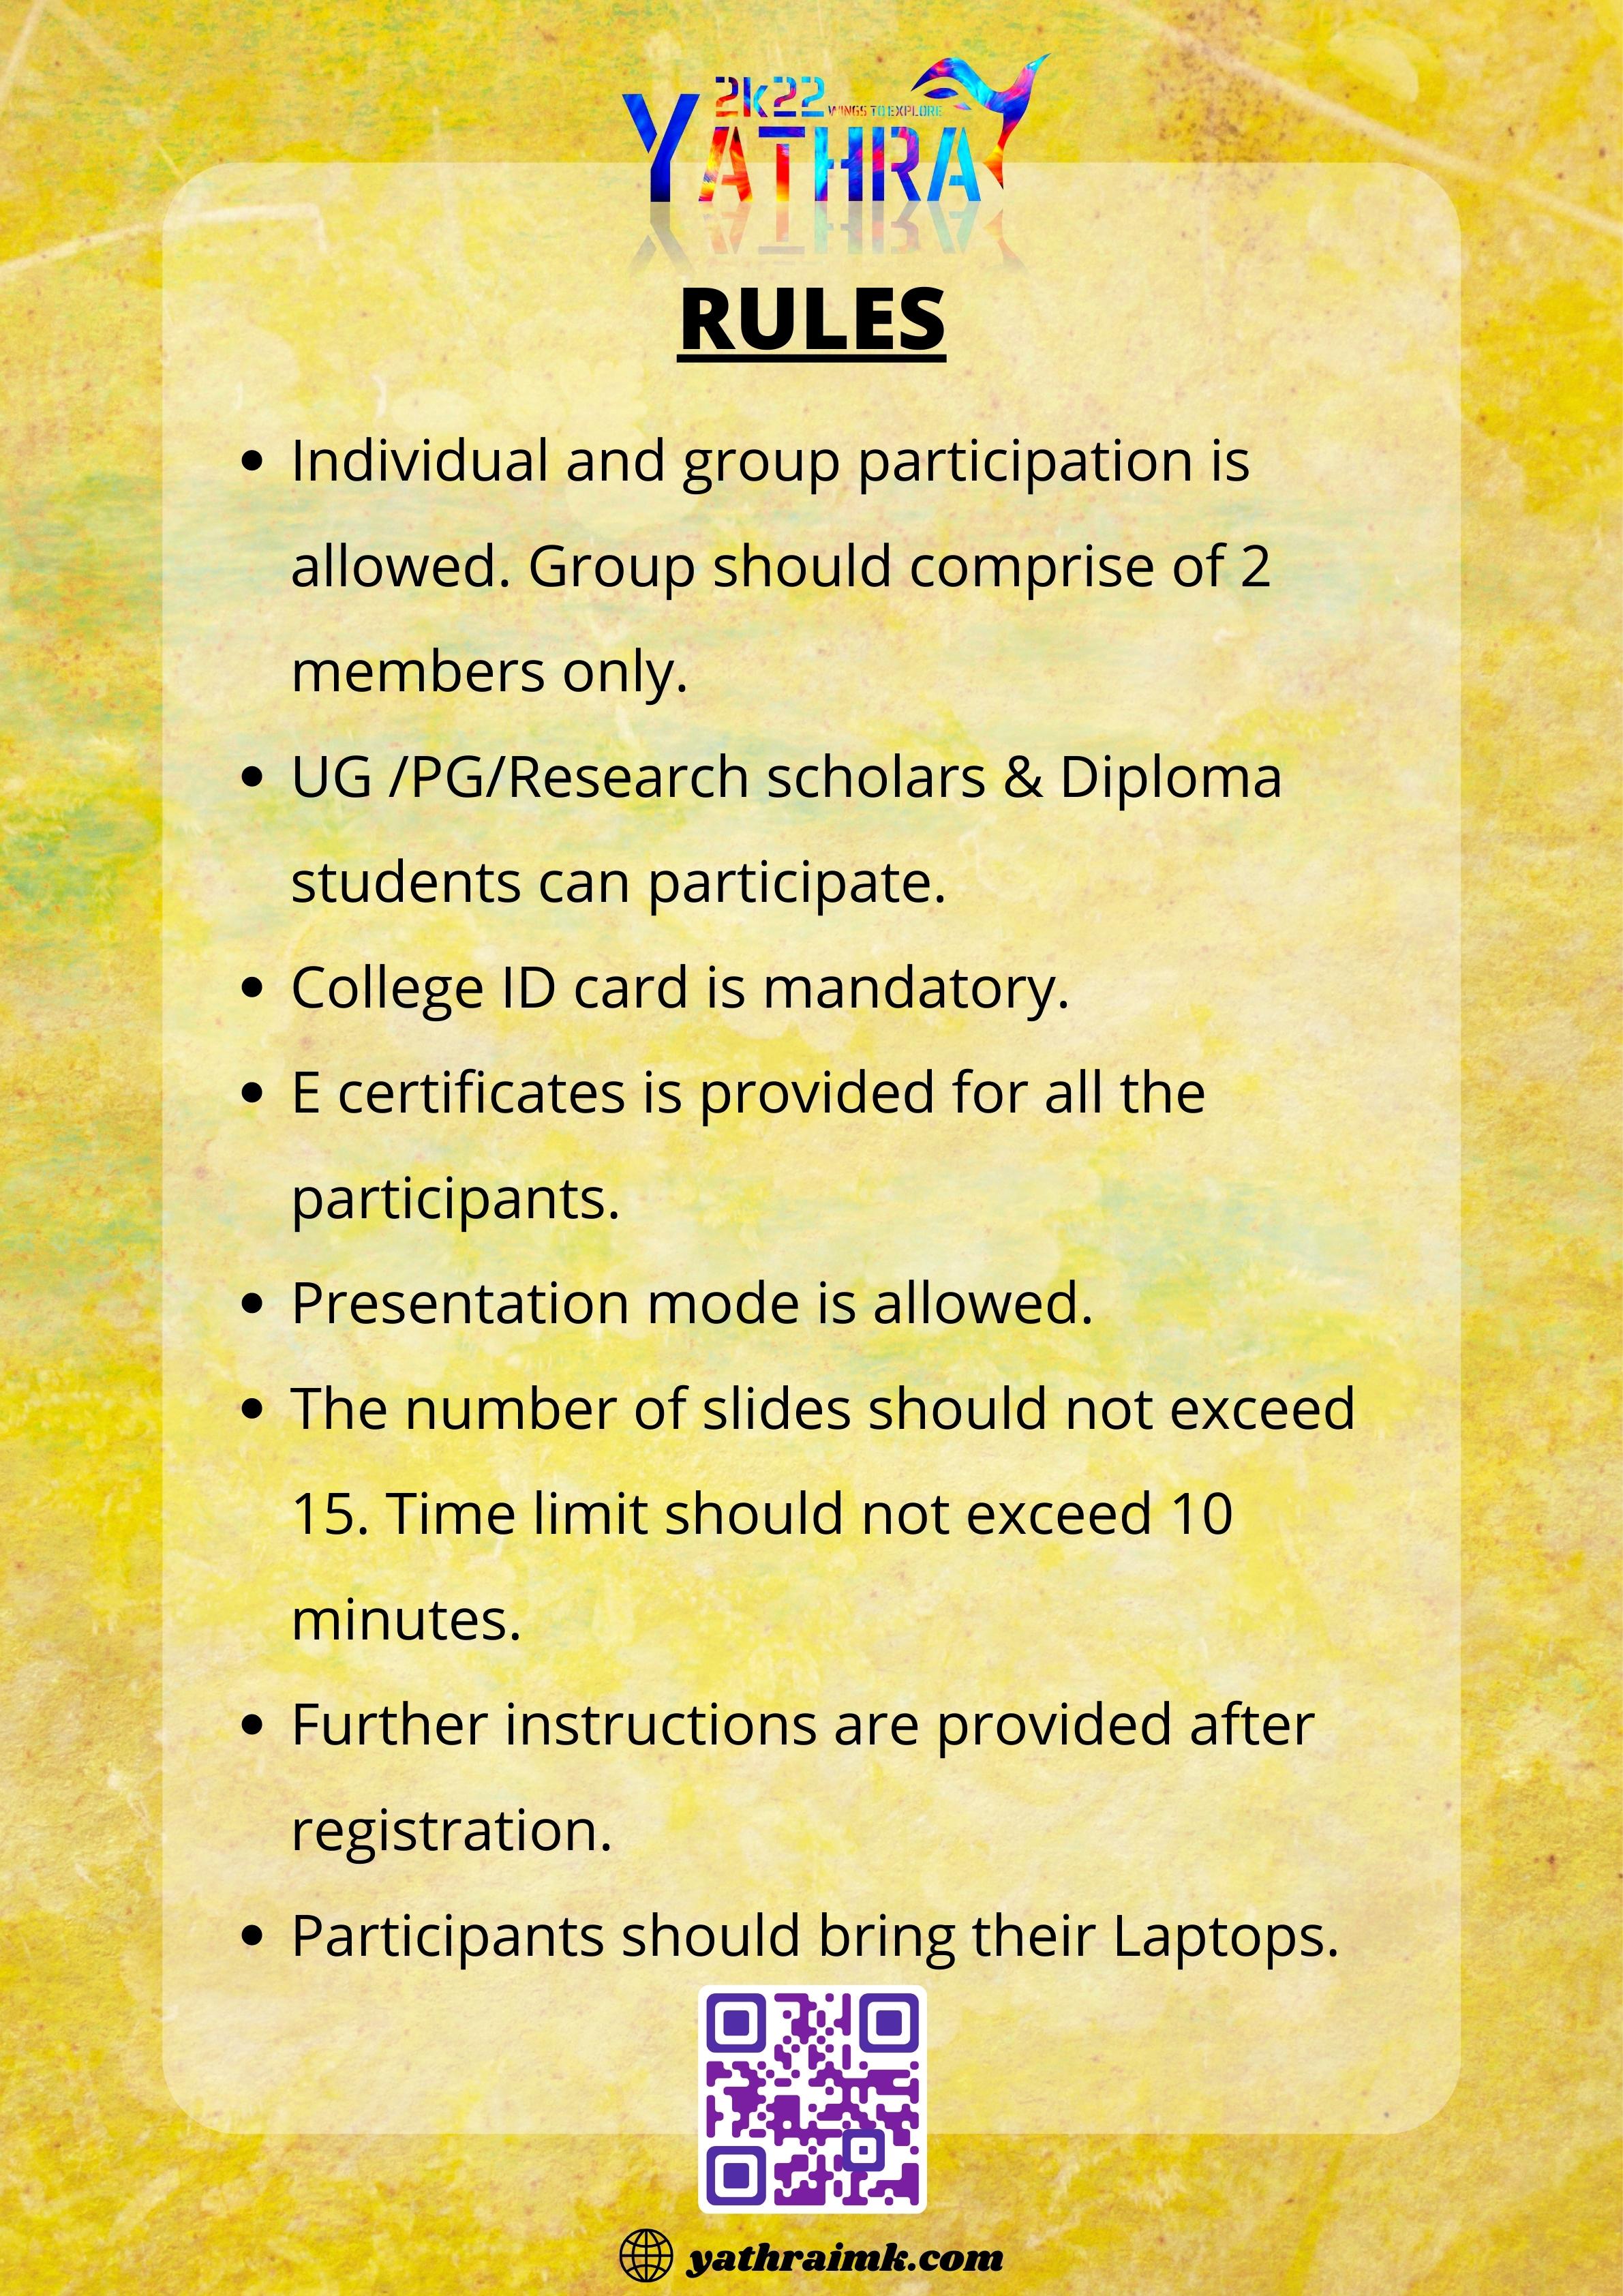 2k22
WINGS TO EXPLORE
YATHRA
RULES
• Individual and group participation is
allowed. Group should comprise of 2
members only.
• UG /PG/Research scholars & Diploma
students can participate.
• College ID card is mandatory.
• E certificates is provided for all the
participants.
• Presentation mode is allowed.
• The number of slides should not exceed
15. Time limit should not exceed 10
minutes.
• Further instructions are provided after
registration.
• Participants should bring their Laptops.
yathraimk.com